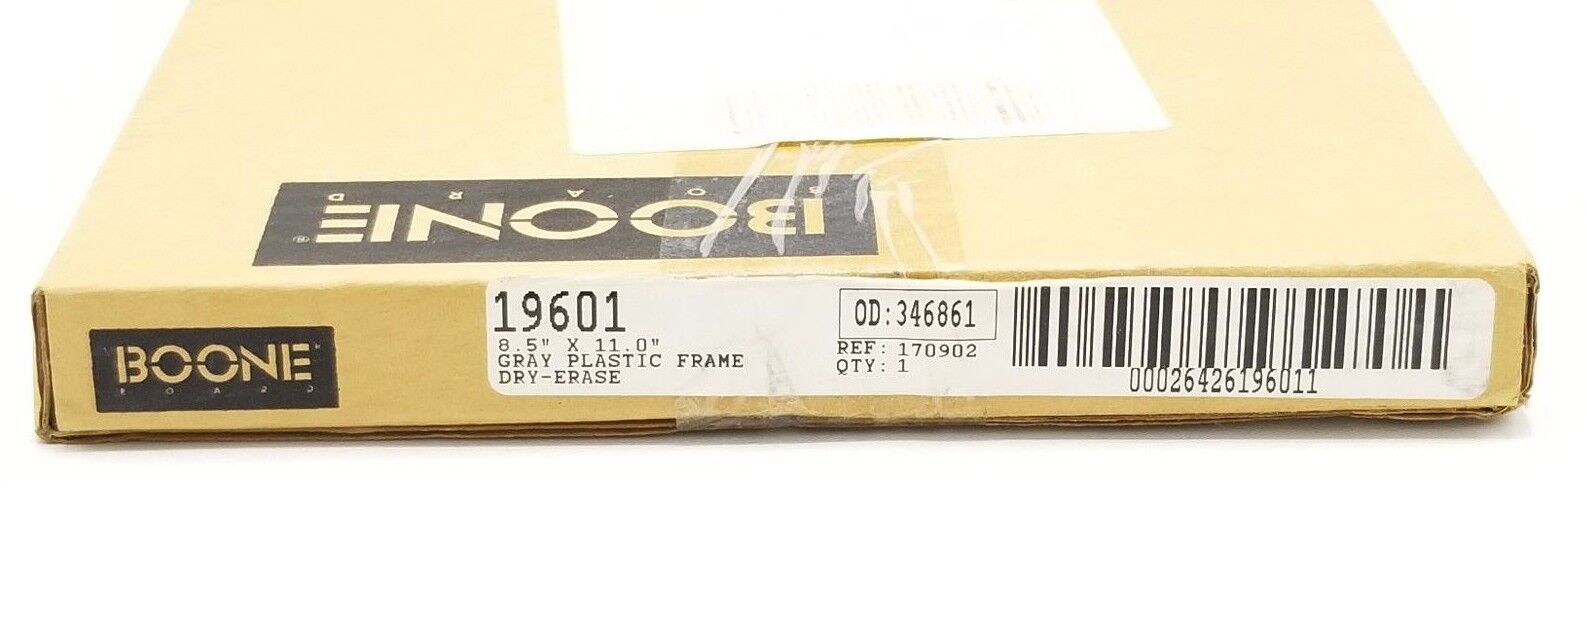 BOARD
BOONE®
BOONE™
BOARD
19601
8.5" X 11.0"
GRAY PLASTIC FRAME
DRY-ERASE
OD:346861
REF: 170902
QTY: 1
00026426196011